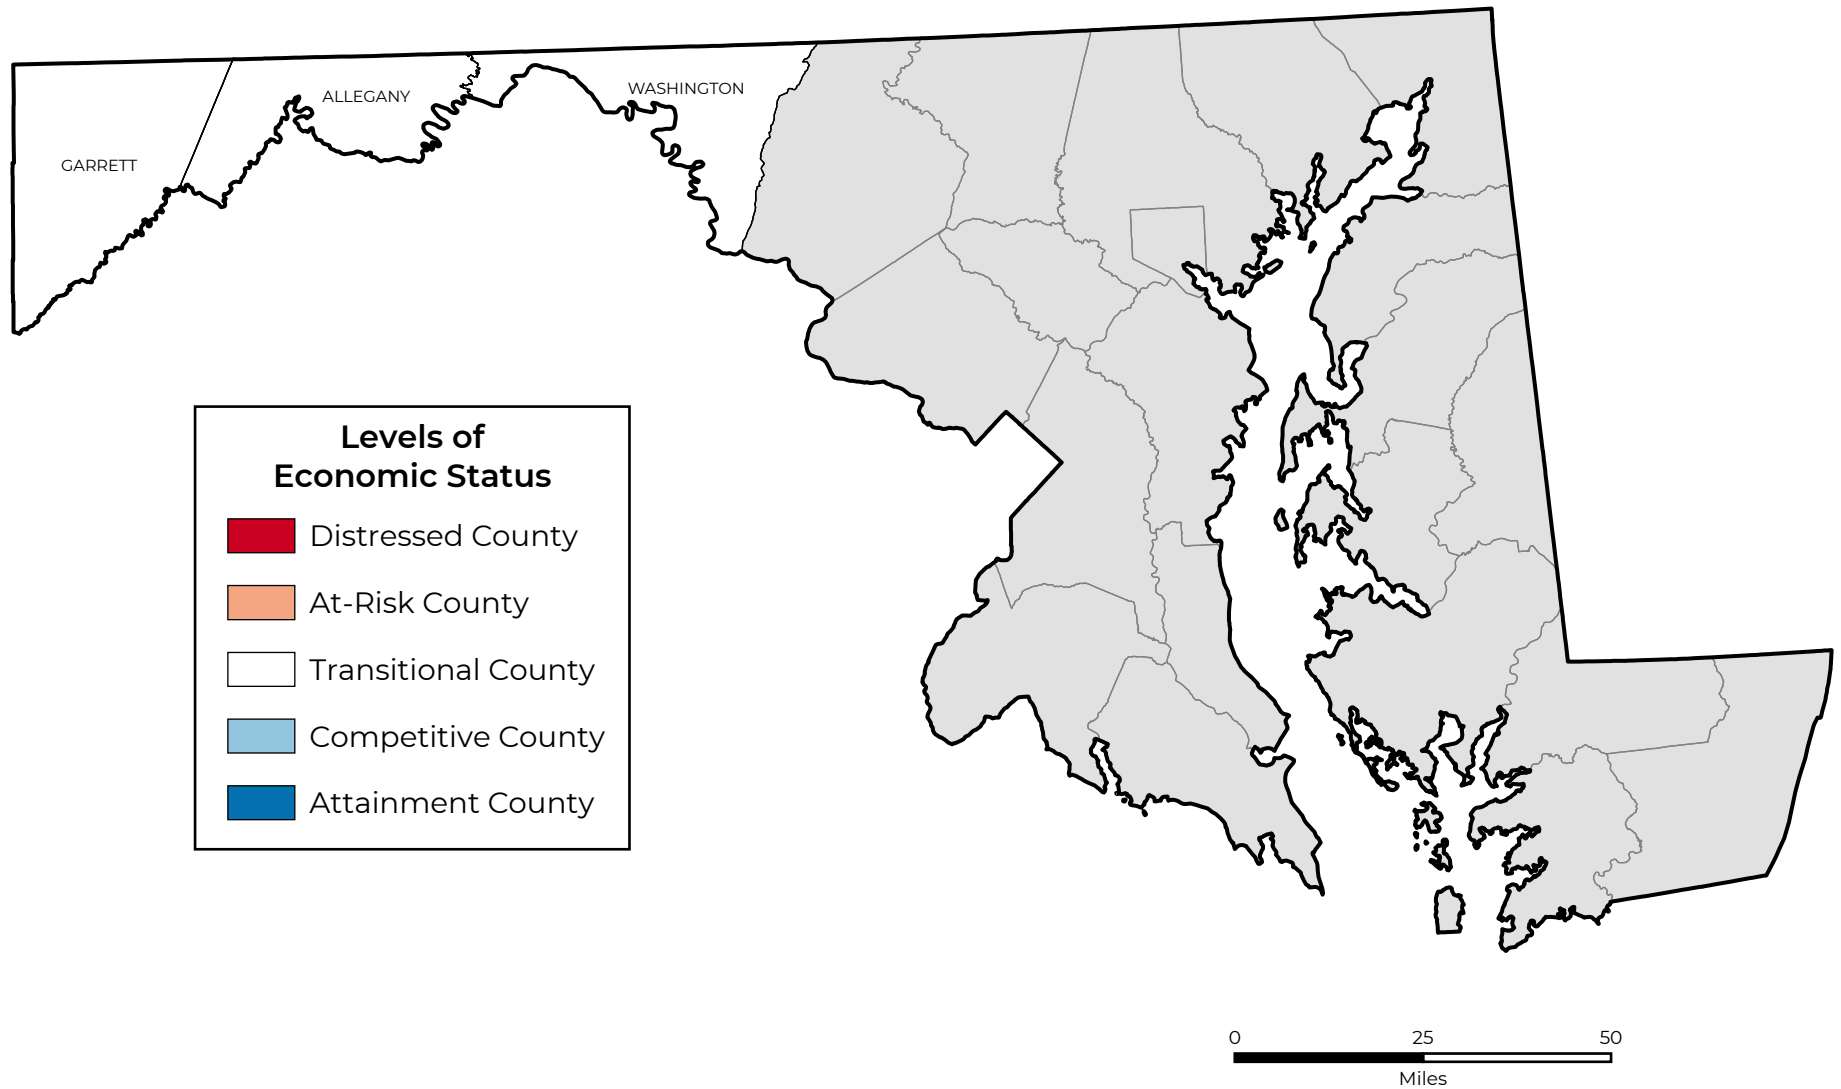 WASHINGTON
ALLEGANY
GARRETT
Levels of
Economic Status
Distressed County
At-Risk County
Transitional County
Competitive County
Attainment County
0 25 50
Miles